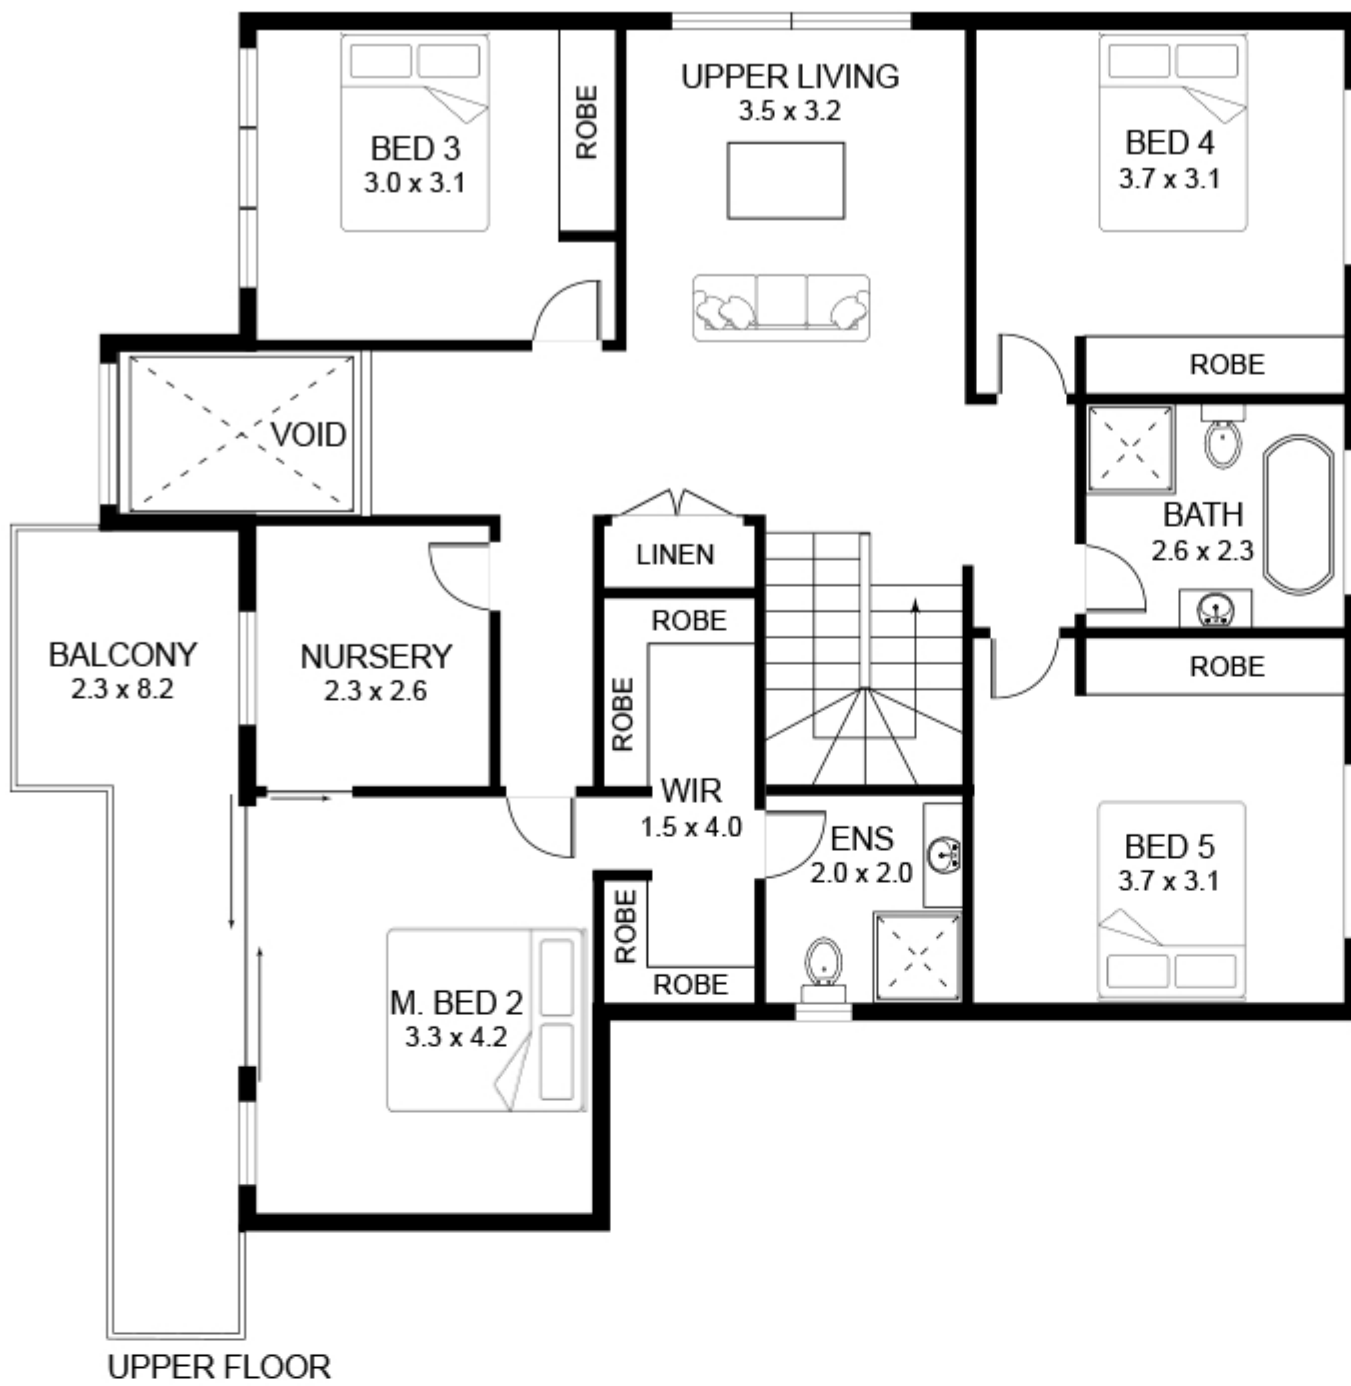 UPPER LIVING
3.5 x 3.2
BED 3
3.0 x 3.1
ROBE
BED 4
3.7 x 3.1
ROBE
VOID
BATH
2.6 x 2.3
LINEN
ROBE
ROBE
BALCONY
2.3 x 8.2
NURSERY
2.3 x 2.6
ROBE
WIR
1.5 x 4.0
ENS
2.0 x 2.0
BED 5
3.7 x 3.1
ROBE
ROBE
M. BED 2
3.3 x 4.2
UPPER FLOOR